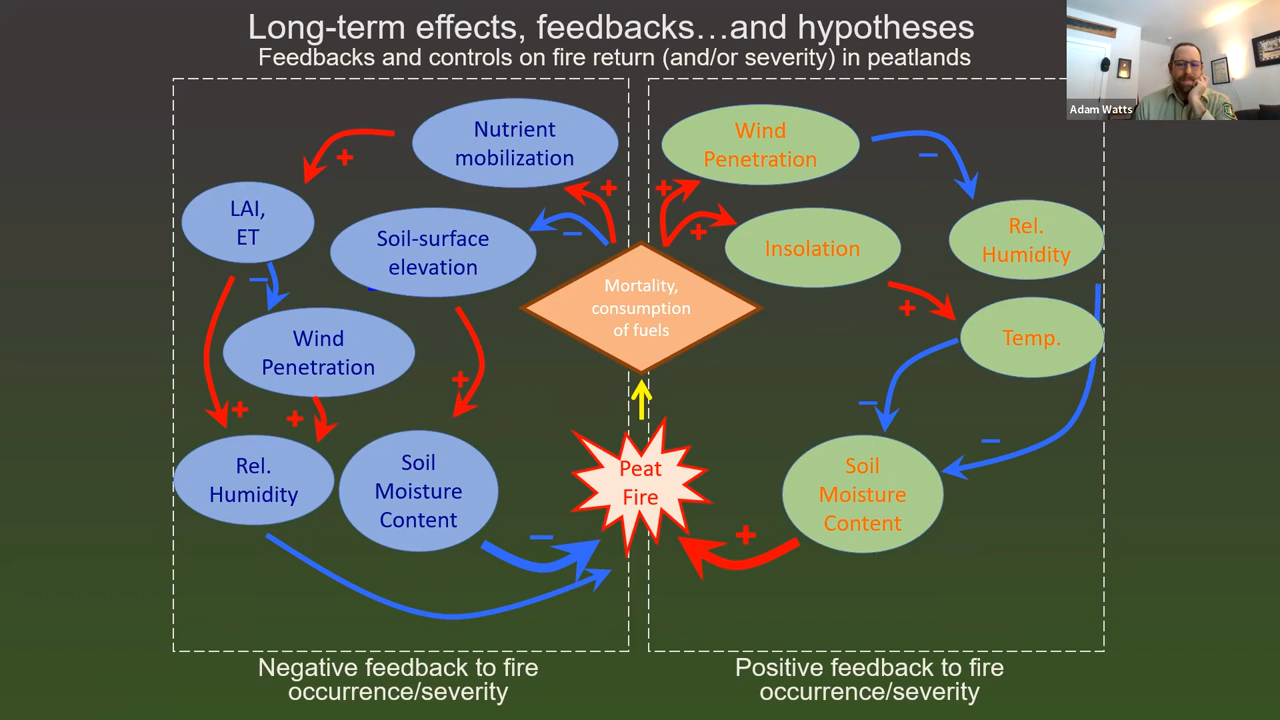 Long-term effects, feedbacks…and hypotheses
Feedbacks and controls on fire return (and/or severity) in peatlands
Adam Watts
Nutrient
mobilization
+
LAI,
ET
Soil-surface
elevation
+
−
−
Wind
Penetration
+
+
+
Rel.
Humidity
Soil
Moisture
Content
−
Mortality,
consumption
of fuels
Peat
Fire
Wind
Penetration
−
+
+
Insolation
Rel.
Humidity
+
Temp.
−
−
Soil
Moisture
Content
+
Negative feedback to fire
occurrence/severity
Positive feedback to fire
occurrence/severity